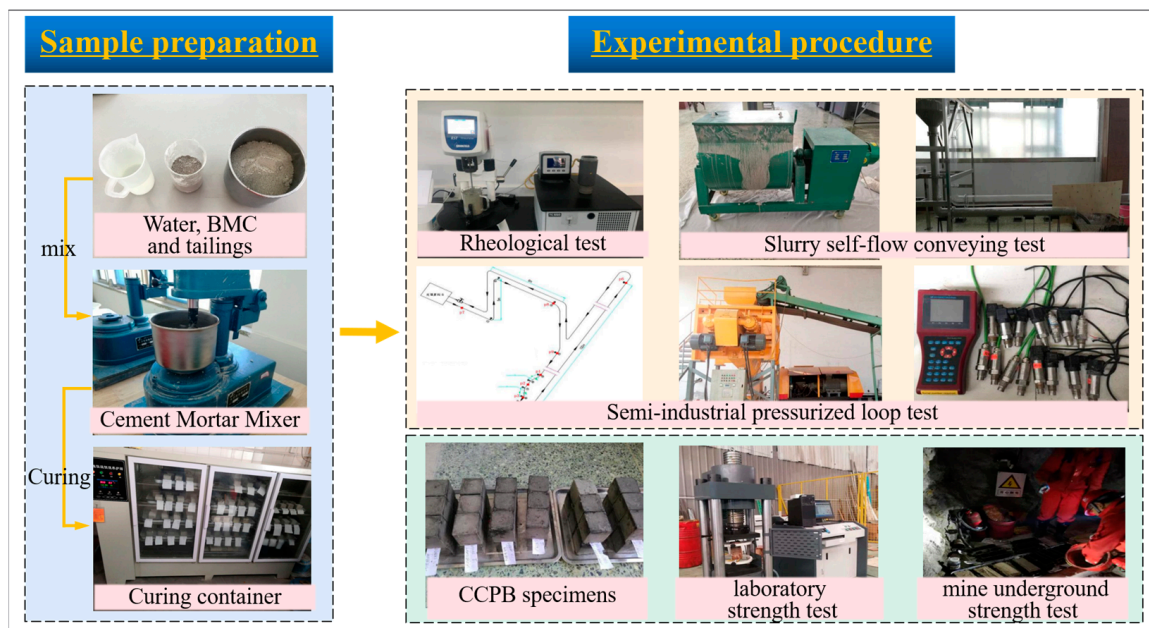 Sample preparation
Experimental procedure
mix
Water, BMC
and tailings
Cement Mortar Mixer
Curing
Curing container
Rheological test
Slurry self-flow conveying test
Semi-industrial pressurized loop test
CCPB specimens
laboratory
strength test
mine underground
strength test